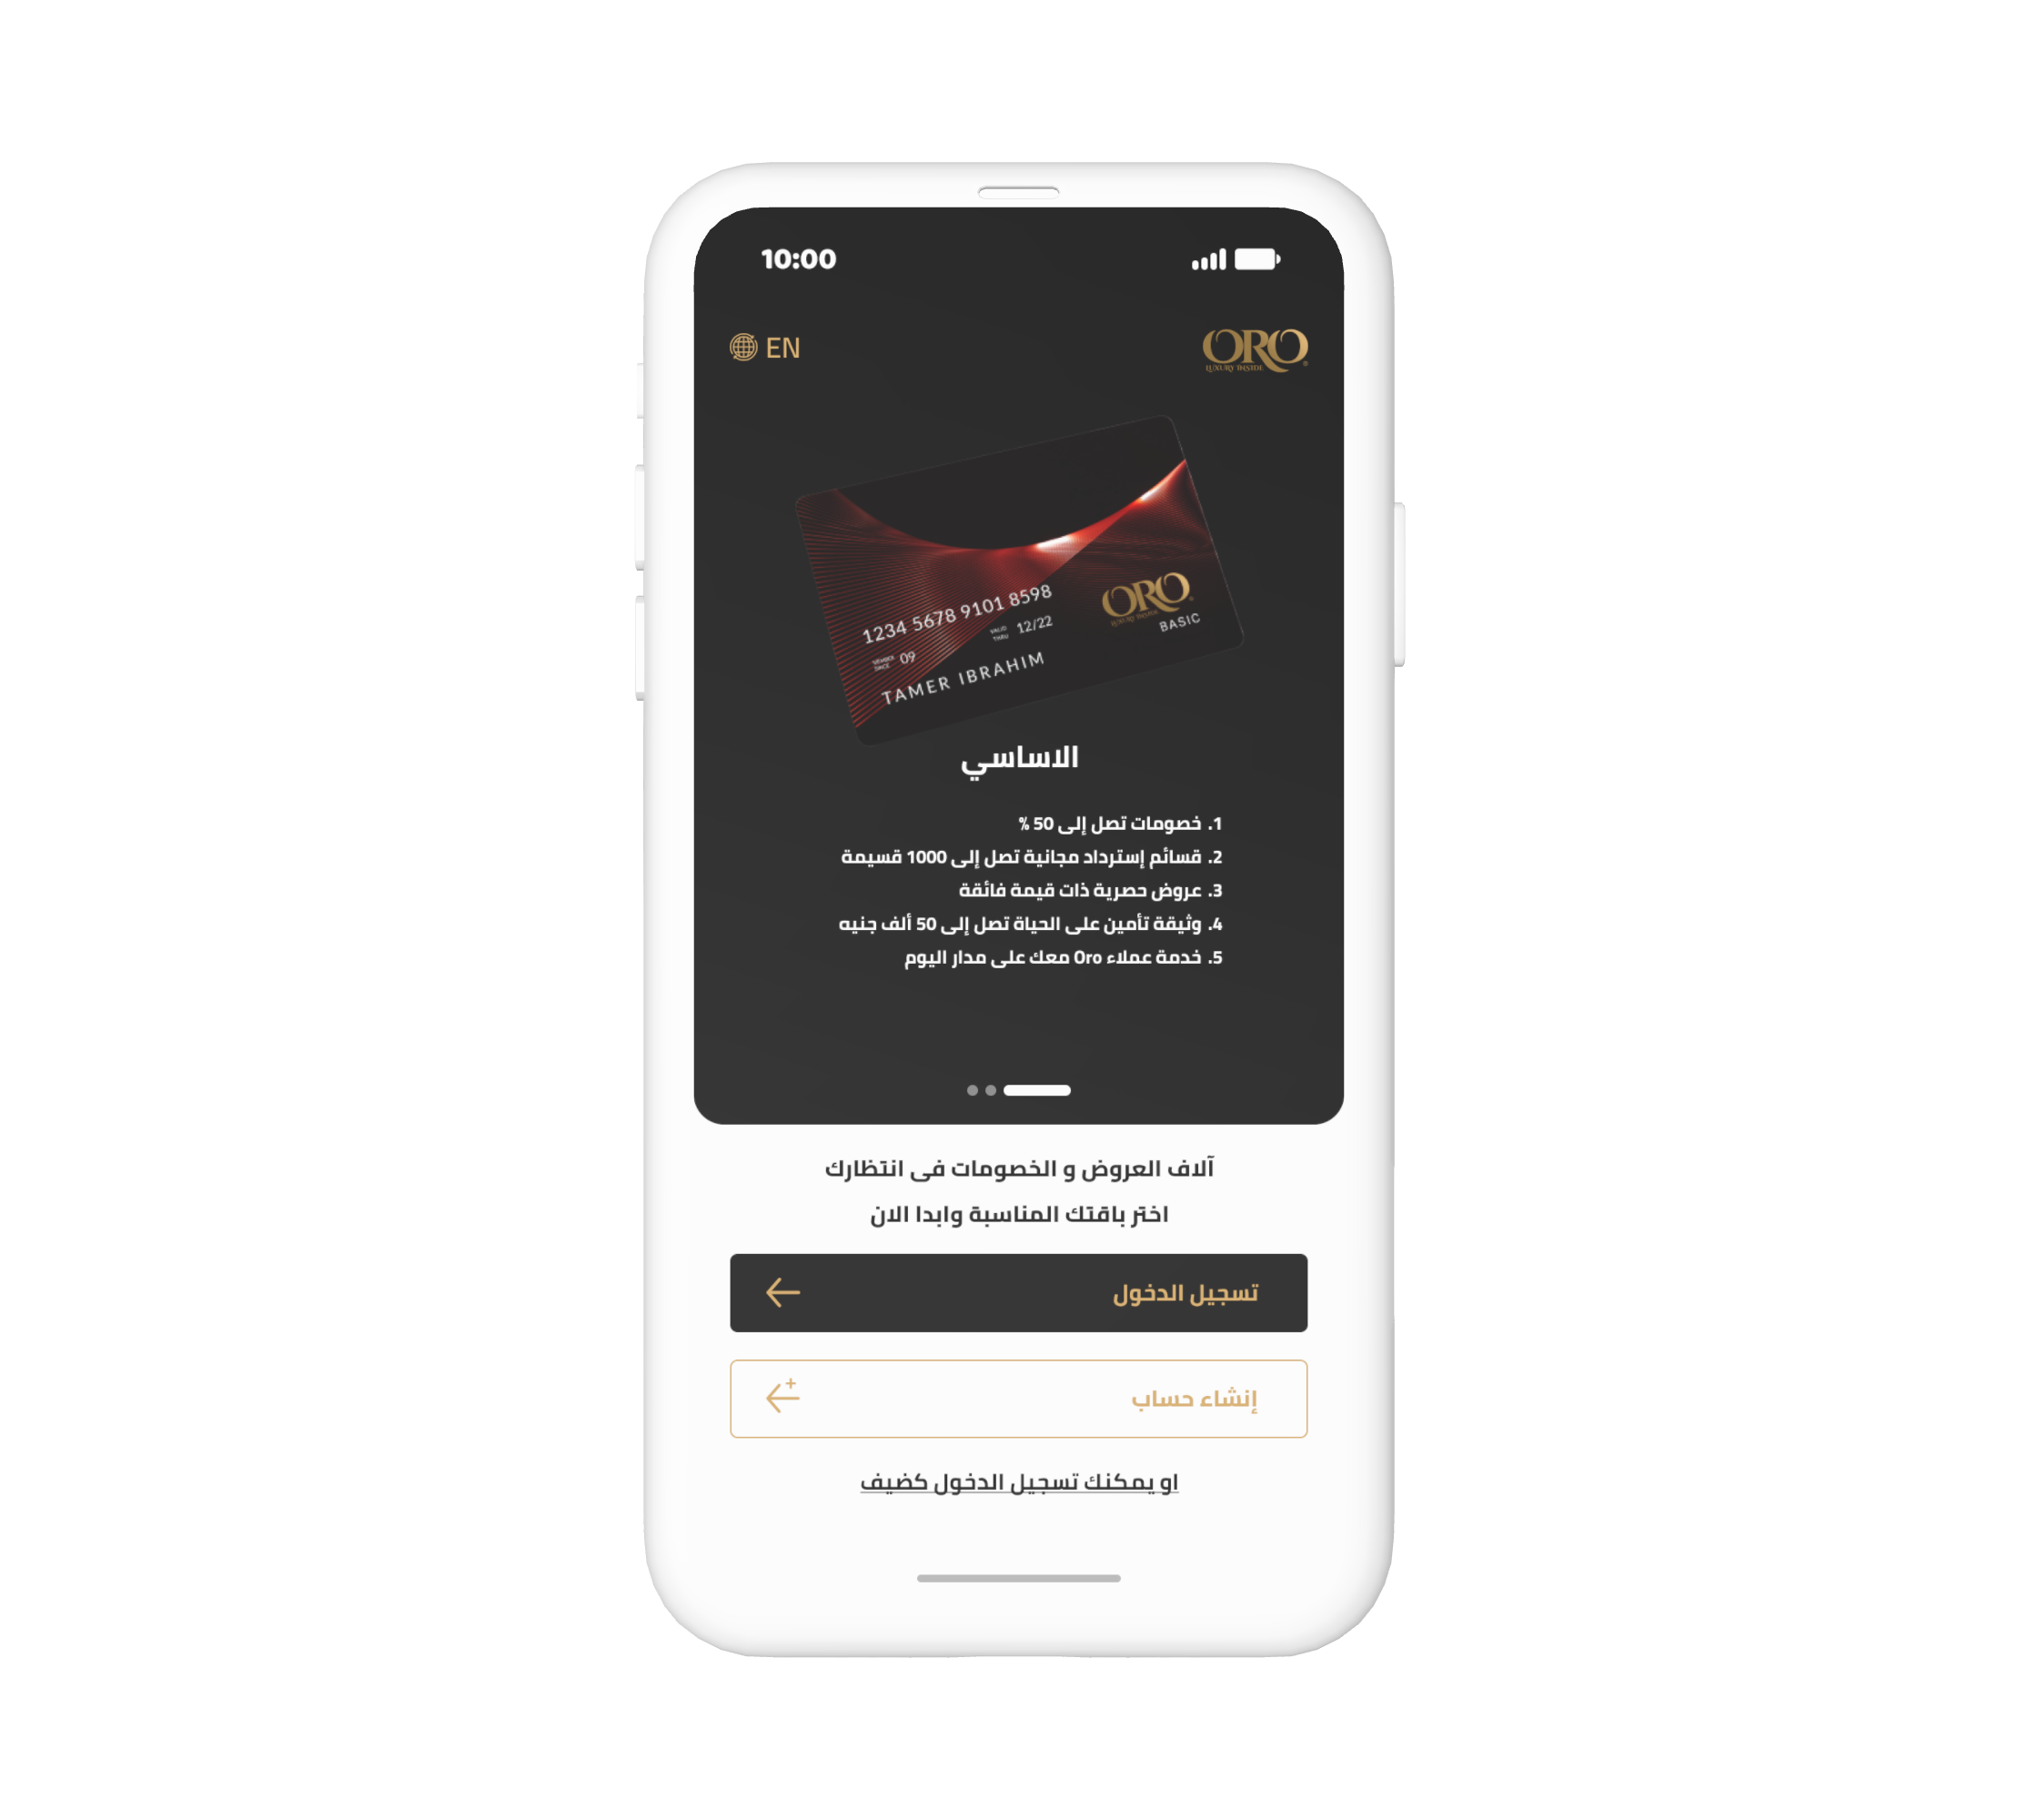 10:00
ORO
LUXURY INSIDE
EN
1234 5678 9101 8598
VALID THRU 12/22
MEMBER SINCE 09
TAMER IBRAHIM
ORO
LUXURY INSIDE
BASIC
الاساسي
1. خصومات تصل إلى 50 %
2. قسائم إسترداد مجانية تصل إلى 1000 قسيمة
3. عروض حصرية ذات قيمة فائقة
4. وثيقة تأمين على الحياة تصل إلى 50 ألف جنيه
5. خدمة عملاء Oro معك على مدار اليوم
آلاف العروض و الخصومات فى انتظارك
اختر باقتك المناسبة وابدا الان
تسجيل الدخول
إنشاء حساب
او يمكنك تسجيل الدخول كضيف